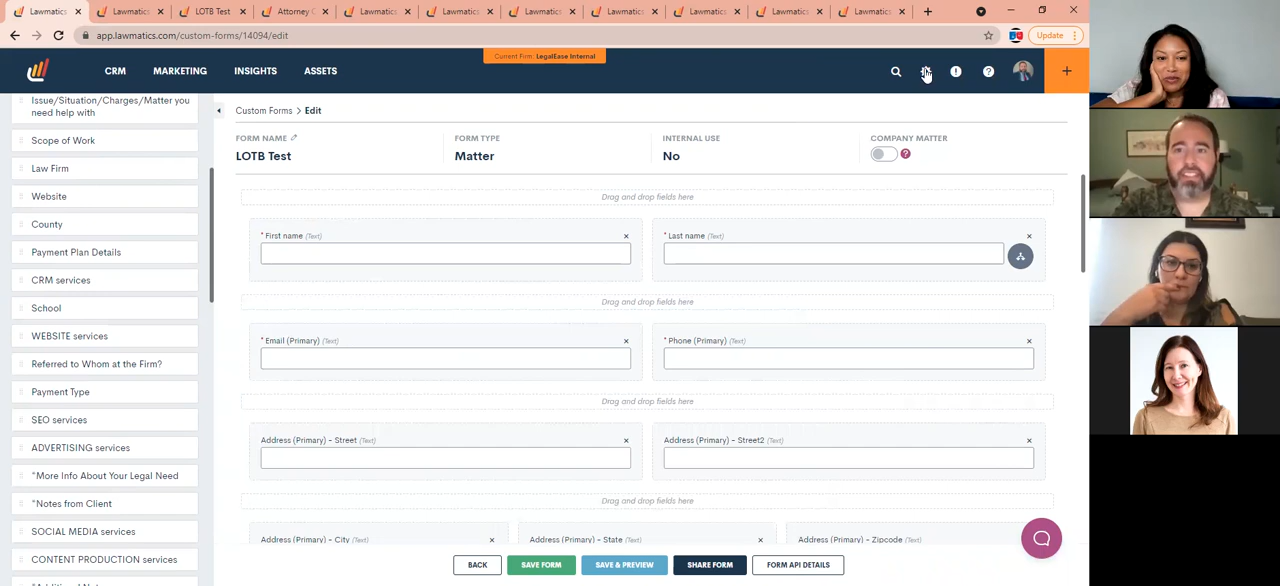 Lawmatics
Lawmatics
LOTB Test
Attorney C
Lawmatics
Lawmatics
Lawmatics
Lawmatics
Lawmatics
Lawmatics
Lawmatics
app.lawmatics.com/custom-forms/14094/edit
Update
Current Firm: LegalEase Internal
CRM
MARKETING
INSIGHTS
ASSETS
Issue/Situation/Charges/Matter you
need help with
Scope of Work
Law Firm
Website
County
Payment Plan Details
CRM services
School
WEBSITE services
Referred to Whom at the Firm?
Payment Type
SEO services
ADVERTISING services
*More Info About Your Legal Need
*Notes from Client
SOCIAL MEDIA services
CONTENT PRODUCTION services
Custom Forms > Edit
FORM NAME
LOTB Test
FORM TYPE
Matter
INTERNAL USE
No
COMPANY MATTER
Drag and drop fields here
* First name (Text)
* Last name (Text)
Drag and drop fields here
* Email (Primary) (Text)
* Phone (Primary) (Text)
Drag and drop fields here
Address (Primary) - Street (Text)
Address (Primary) - Street2 (Text)
Drag and drop fields here
Address (Primary) - City (Text)
Address (Primary) - State (Text)
Address (Primary) - Zipcode (Text)
BACK
SAVE FORM
SAVE & PREVIEW
SHARE FORM
FORM API DETAILS